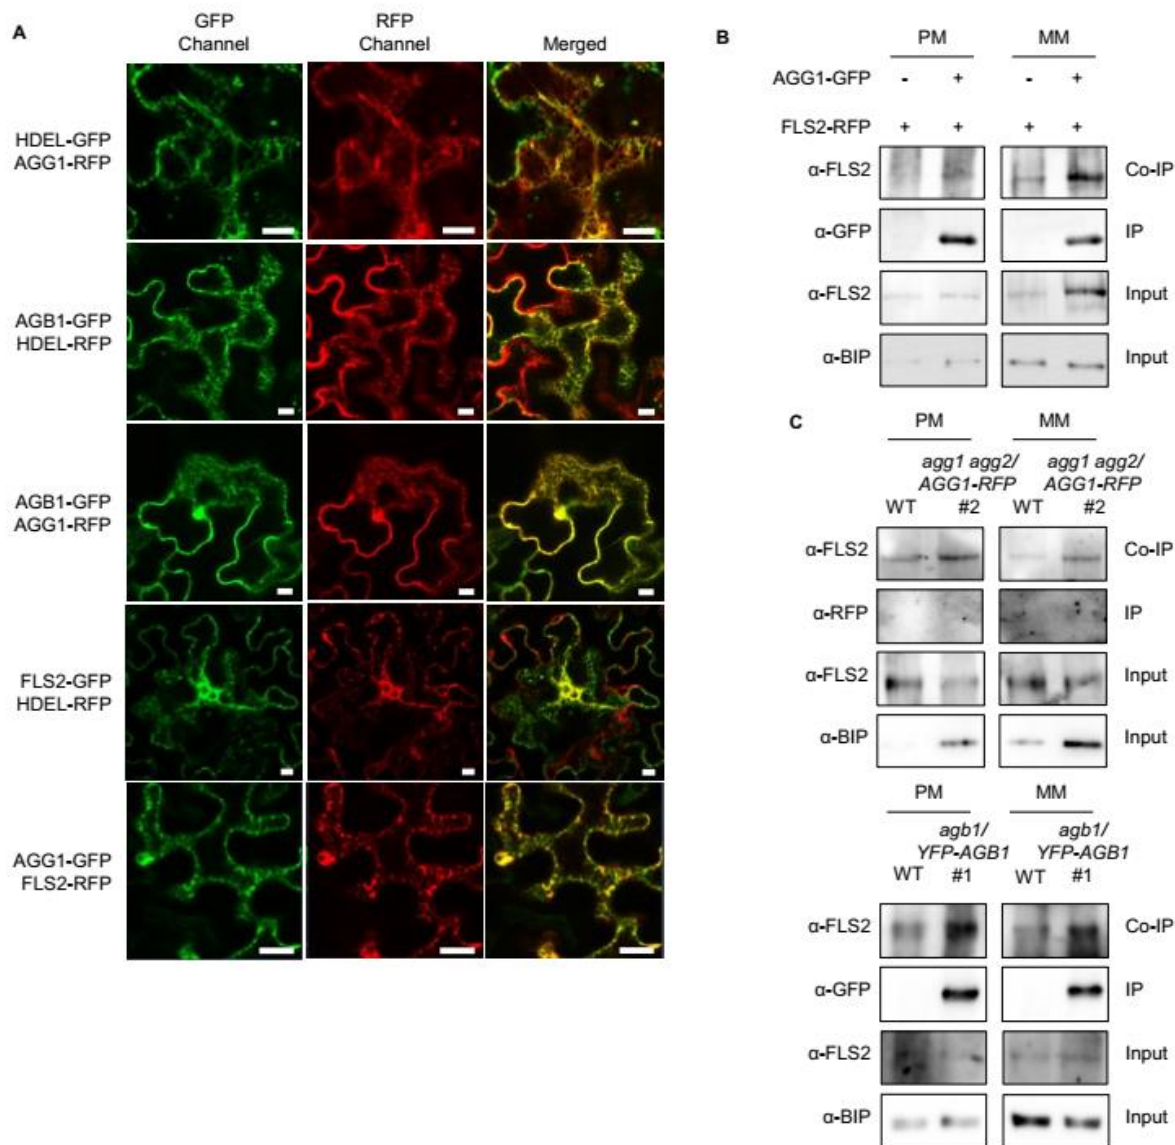 A
GFP Channel
RFP Channel
Merged
HDEL-GFP
AGG1-RFP
AGB1-GFP
HDEL-RFP
AGB1-GFP
AGG1-RFP
FLS2-GFP
HDEL-RFP
AGG1-GFP
FLS2-RFP
B
PM MM
AGG1-GFP - + - +
FLS2-RFP + + + +
α-FLS2 Co-IP
α-GFP IP
α-FLS2 Input
α-BIP Input
C
PM MM
agg1 agg2/ agg1 agg2/
AGG1-RFP AGG1-RFP
WT #2 WT #2
α-FLS2 Co-IP
α-RFP IP
α-FLS2 Input
α-BIP Input
PM MM
agb1/ agb1/
YFP-AGB1 YFP-AGB1
WT #1 WT #1
α-FLS2 Co-IP
α-GFP IP
α-FLS2 Input
α-BIP Input